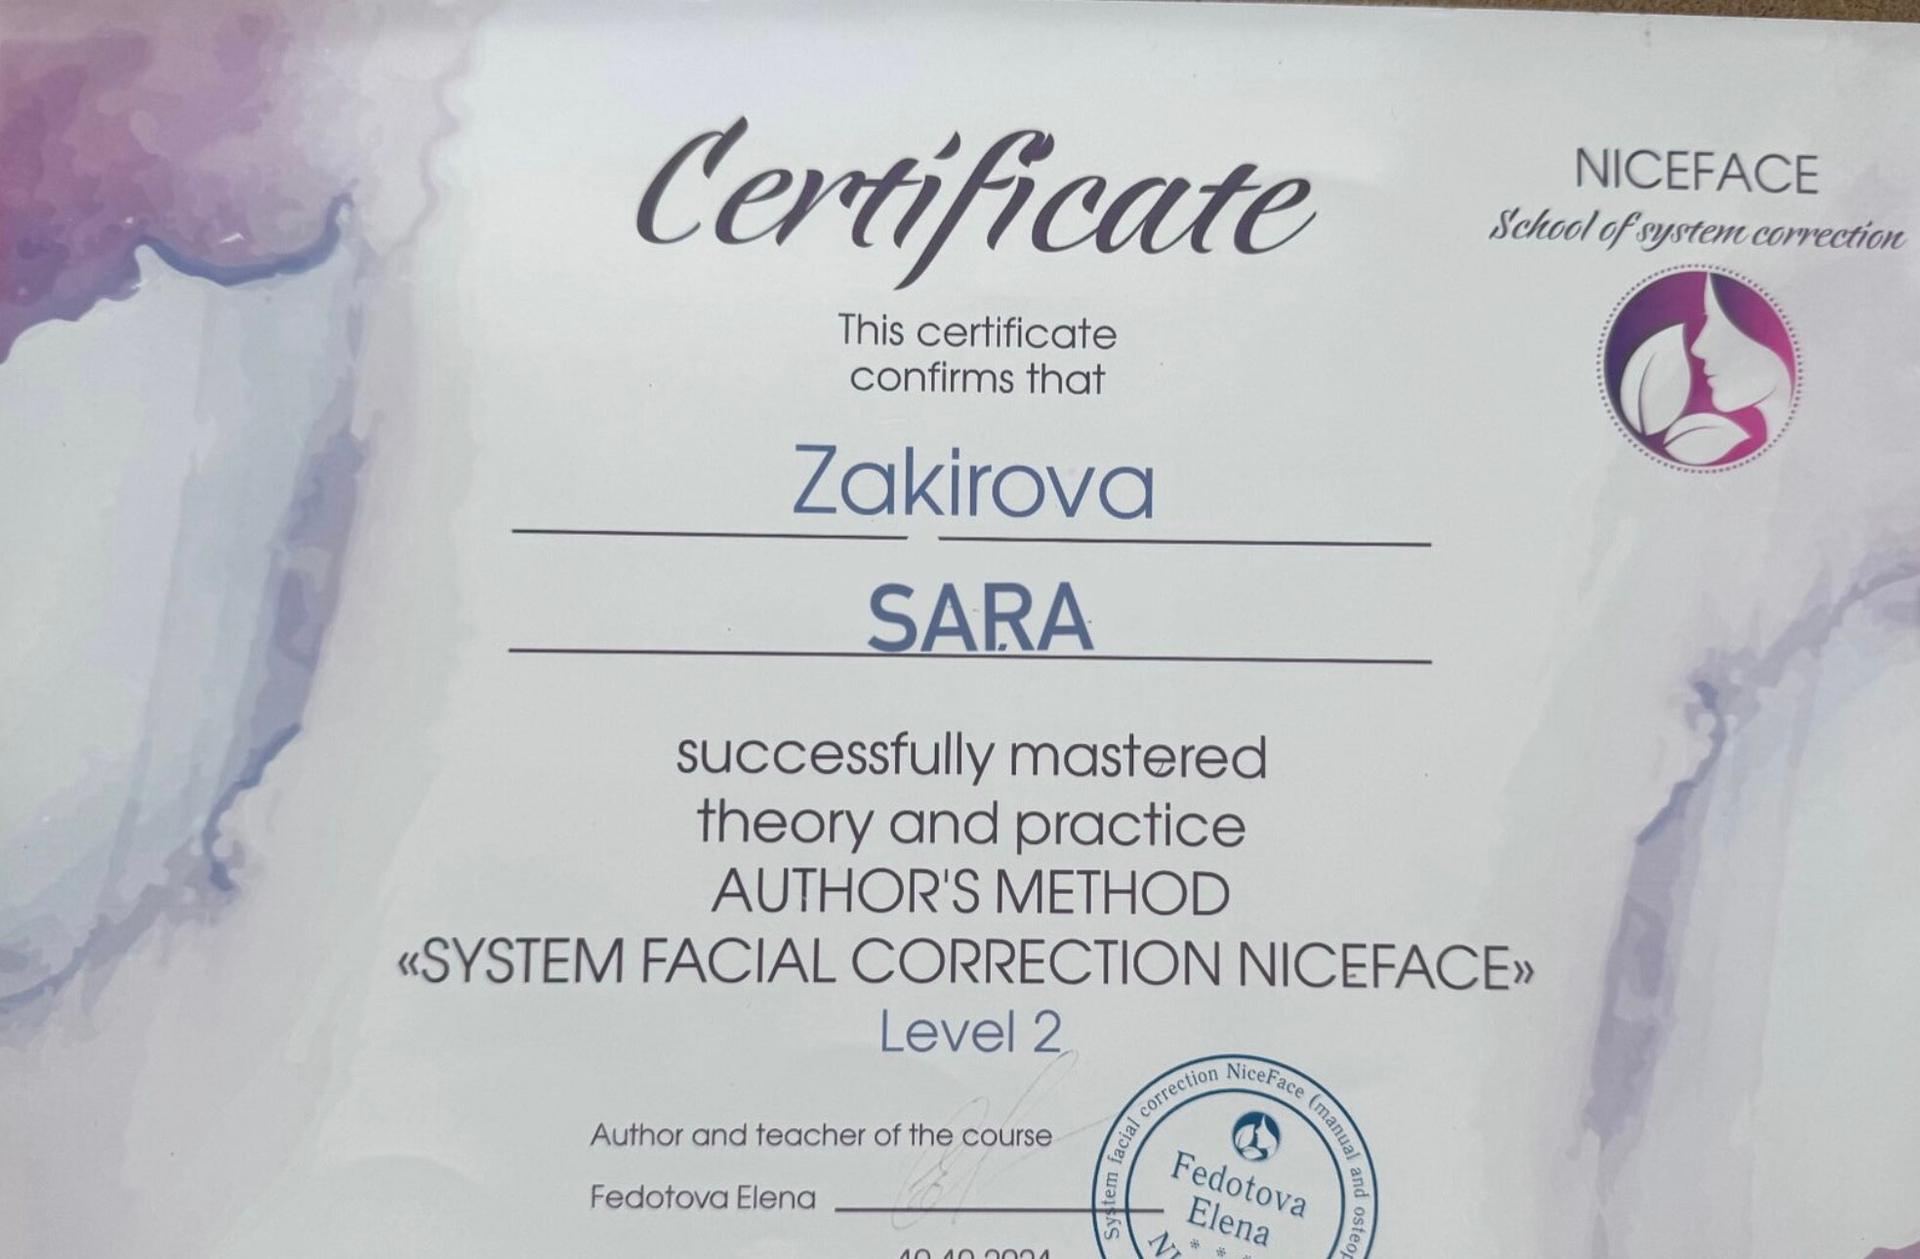 Certificate
NICEFACE
School of system correction
This certificate
confirms that
Zakirova
SARA
successfully mastered
theory and practice
AUTHOR'S METHOD
«SYSTEM FACIAL CORRECTION NICEFACE»
Level 2
Author and teacher of the course
Fedotova Elena
System facial correction NiceFace (manual and
Fedotova
Elena